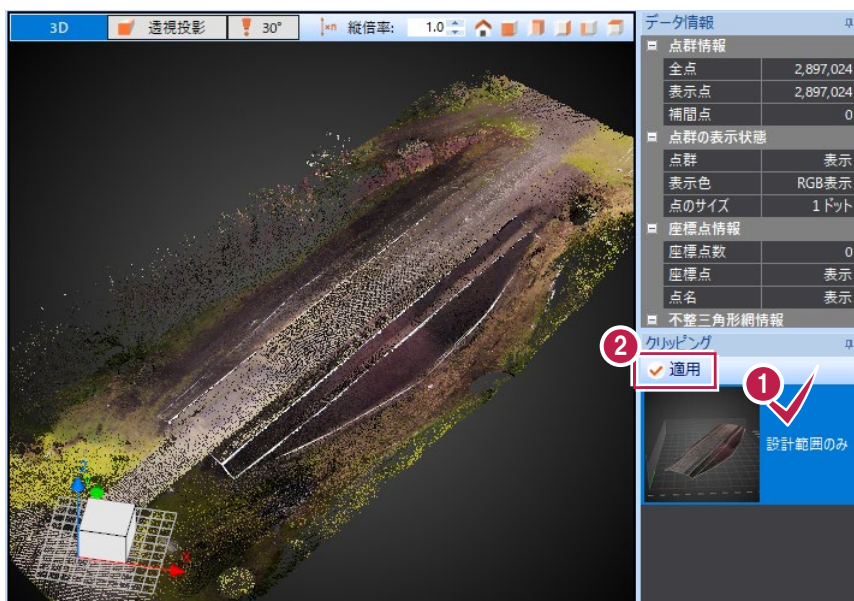 3D 透視投影 30° ×n 縦倍率: 1.0
データ情報
点群情報
全点 2,897,024
表示点 2,897,024
補間点 0
点群の表示状態
点群 表示
表示色 RGB表示
点のサイズ 1ドット
座標点情報
座標点数 0
座標点 表示
点名 表示
不整三角形網情報
クリッピング
2
適用
1
設計範囲のみ
Z
X